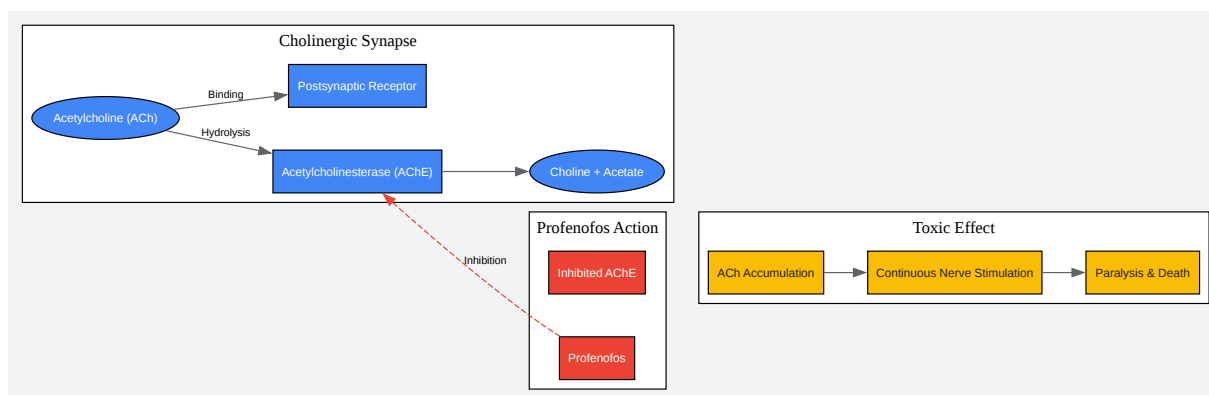 Cholinergic Synapse
Postsynaptic Receptor
Binding
Acetylcholine (ACh)
Hydrolysis
Acetylcholinesterase (AChE)
Choline + Acetate
Profenofos Action
Inhibited AChE
Inhibition
Profenofos
Toxic Effect
ACh Accumulation
Continuous Nerve Stimulation
Paralysis & Death